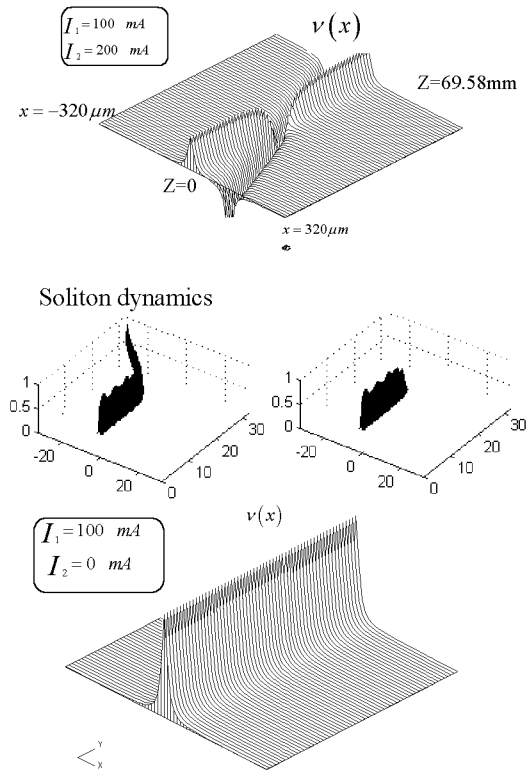 I₁=100 mA
I₂=200 mA
ν(x)
Z=69.58mm
x = −320 μm
Z=0
x = 320 μm
Soliton dynamics
1
0.5
0
-20
0
20
0
10
20
30
1
0.5
0
-20
0
20
0
10
20
30
I₁=100 mA
I₂=0 mA
ν(x)
Y
X